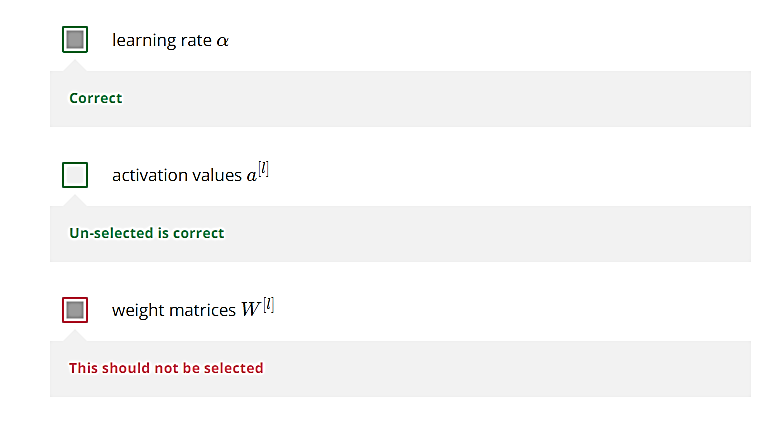 learning rate α
Correct
activation values a^[l]
Un-selected is correct
weight matrices W^[l]
This should not be selected